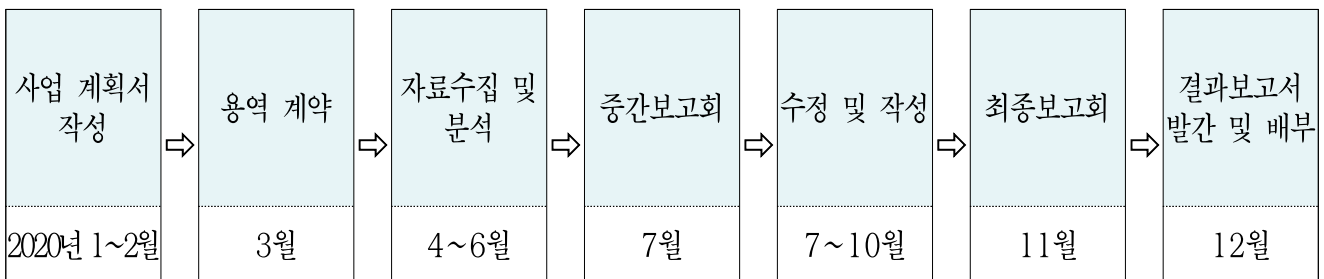 사업 계획서
작성
⇨
용역 계약
⇨
자료수집 및
분석
⇨
중간보고회
⇨
수정 및 작성
⇨
최종보고회
⇨
결과보고서
발간 및 배부
2020년 1~2월
3월
4~6월
7월
7~10월
11월
12월